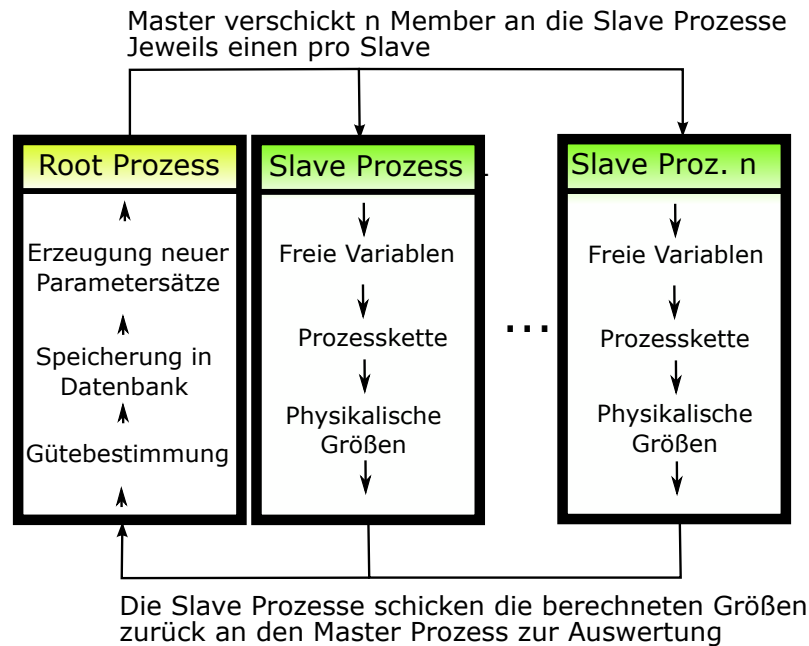 Master verschickt n Member an die Slave Prozesse
Jeweils einen pro Slave
Root Prozess
Erzeugung neuer
Parametersätze
Speicherung in
Datenbank
Gütebestimmung
Slave Prozess
Freie Variablen
Prozesskette
Physikalische
Größen
...
Slave Proz. n
Freie Variablen
Prozesskette
Physikalische
Größen
Die Slave Prozesse schicken die berechneten Größen
zurück an den Master Prozess zur Auswertung